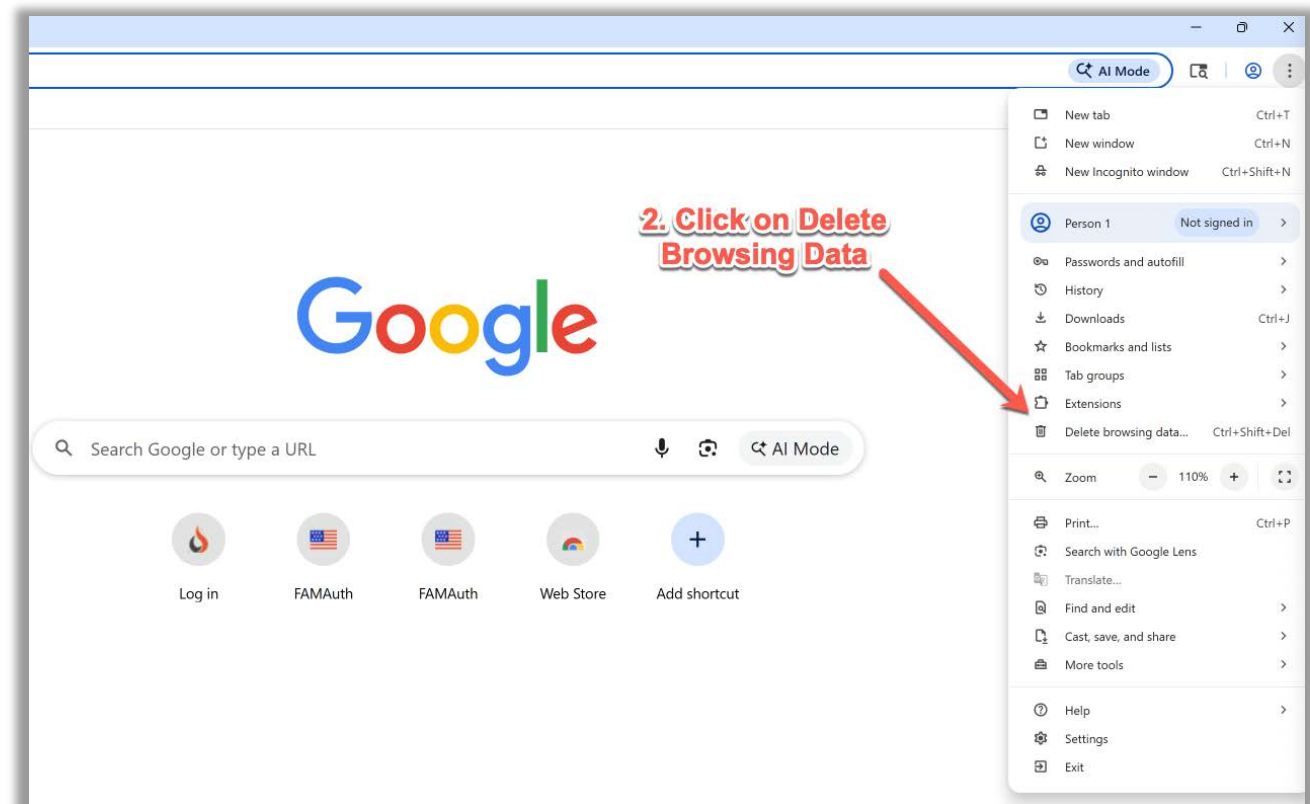 AI Mode
New tab Ctrl+T
New window Ctrl+N
New Incognito window Ctrl+Shift+N
2. Click on Delete
Browsing Data
Person 1 Not signed in
Passwords and autofill
History
Downloads Ctrl+J
Bookmarks and lists
Tab groups
Extensions
Delete browsing data... Ctrl+Shift+Del
Google
Search Google or type a URL AI Mode
Zoom - 110% +
Log in FAMAuth FAMAuth Web Store Add shortcut
Print... Ctrl+P
Search with Google Lens
Translate...
Find and edit
Cast, save, and share
More tools
Help
Settings
Exit